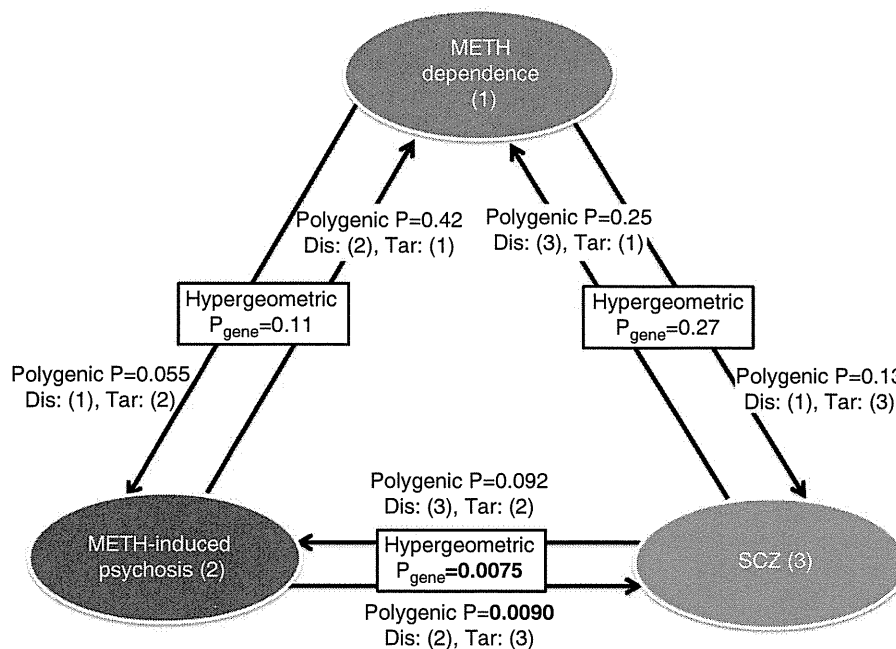 METH
dependence
(1)
Polygenic P=0.42
Dis: (2), Tar: (1)
Polygenic P=0.25
Dis: (3), Tar: (1)
Hypergeometric
Pgene=0.11
Hypergeometric
Pgene=0.27
Polygenic P=0.055
Dis: (1), Tar: (2)
Polygenic P=0.13
Dis: (1), Tar: (3)
Polygenic P=0.092
Dis: (3), Tar: (2)
METH-induced
psychosis (2)
Hypergeometric
Pgene=0.0075
SCZ (3)
Polygenic P=0.0090
Dis: (2), Tar: (3)